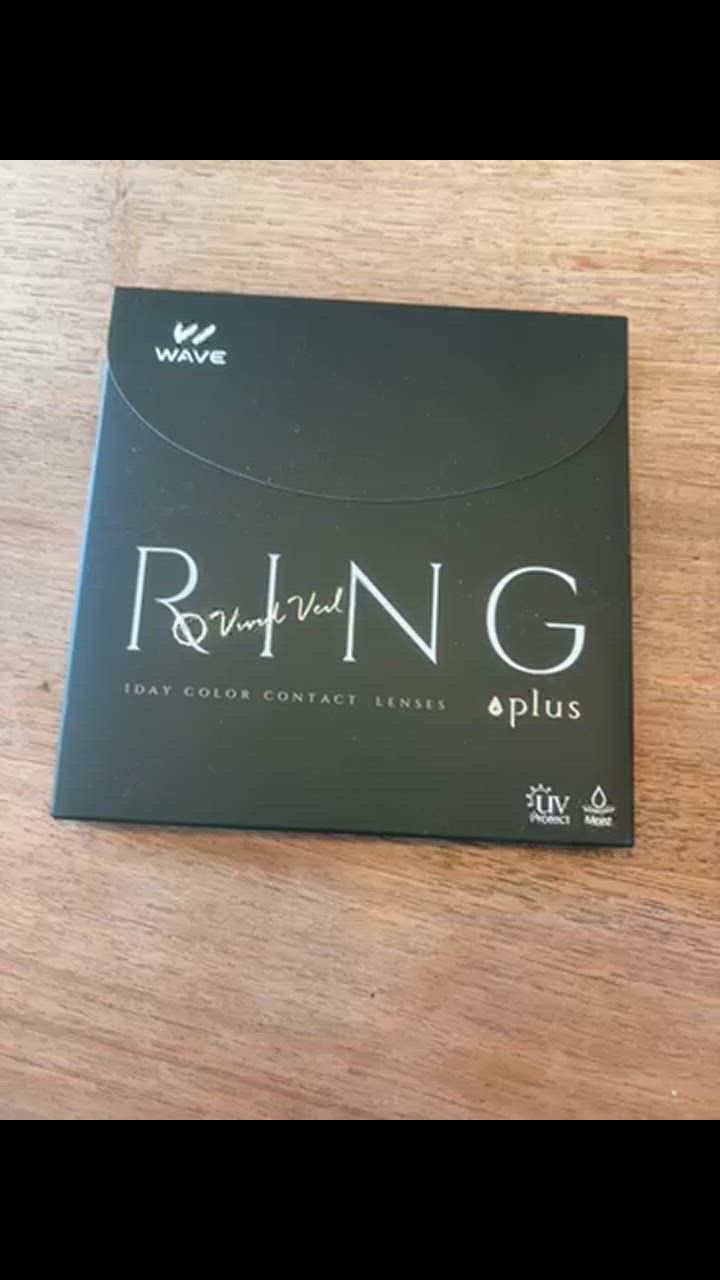 WAVE
RING
Vivid Veil
1DAY COLOR CONTACT LENSES
plus
UV
Protect
Moist